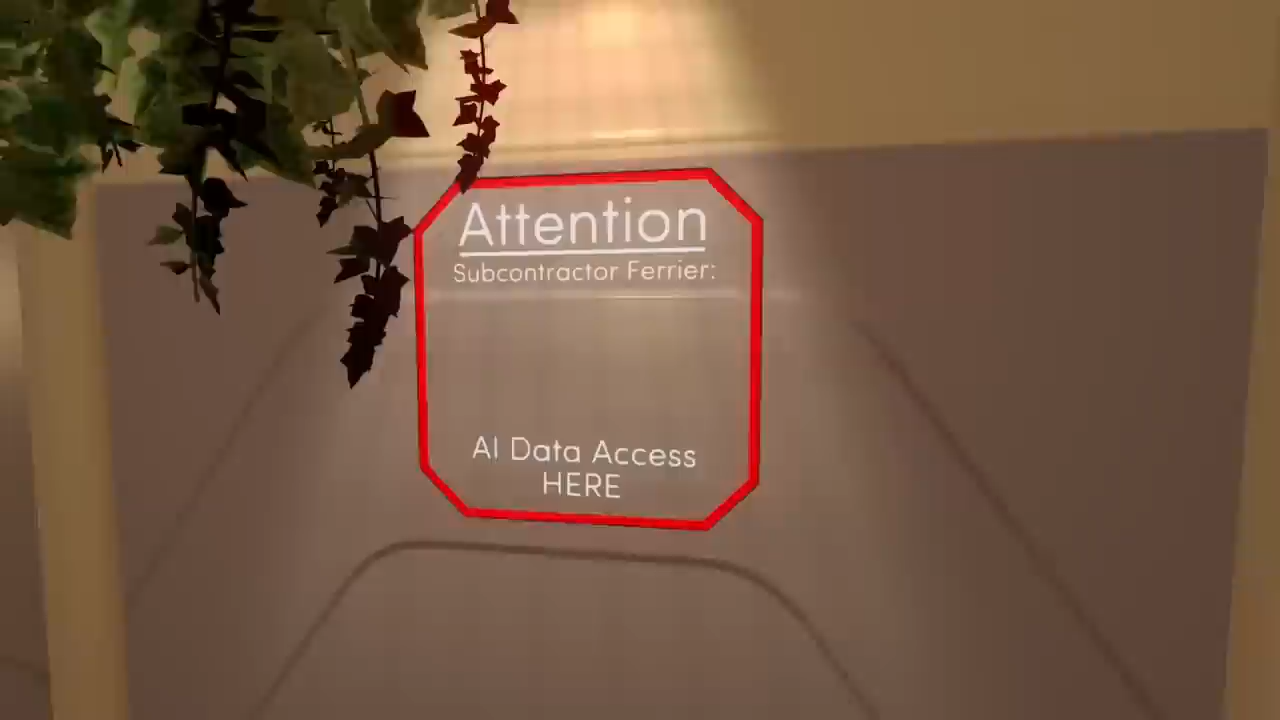 Attention
Subcontractor Ferrier:
AI Data Access
HERE